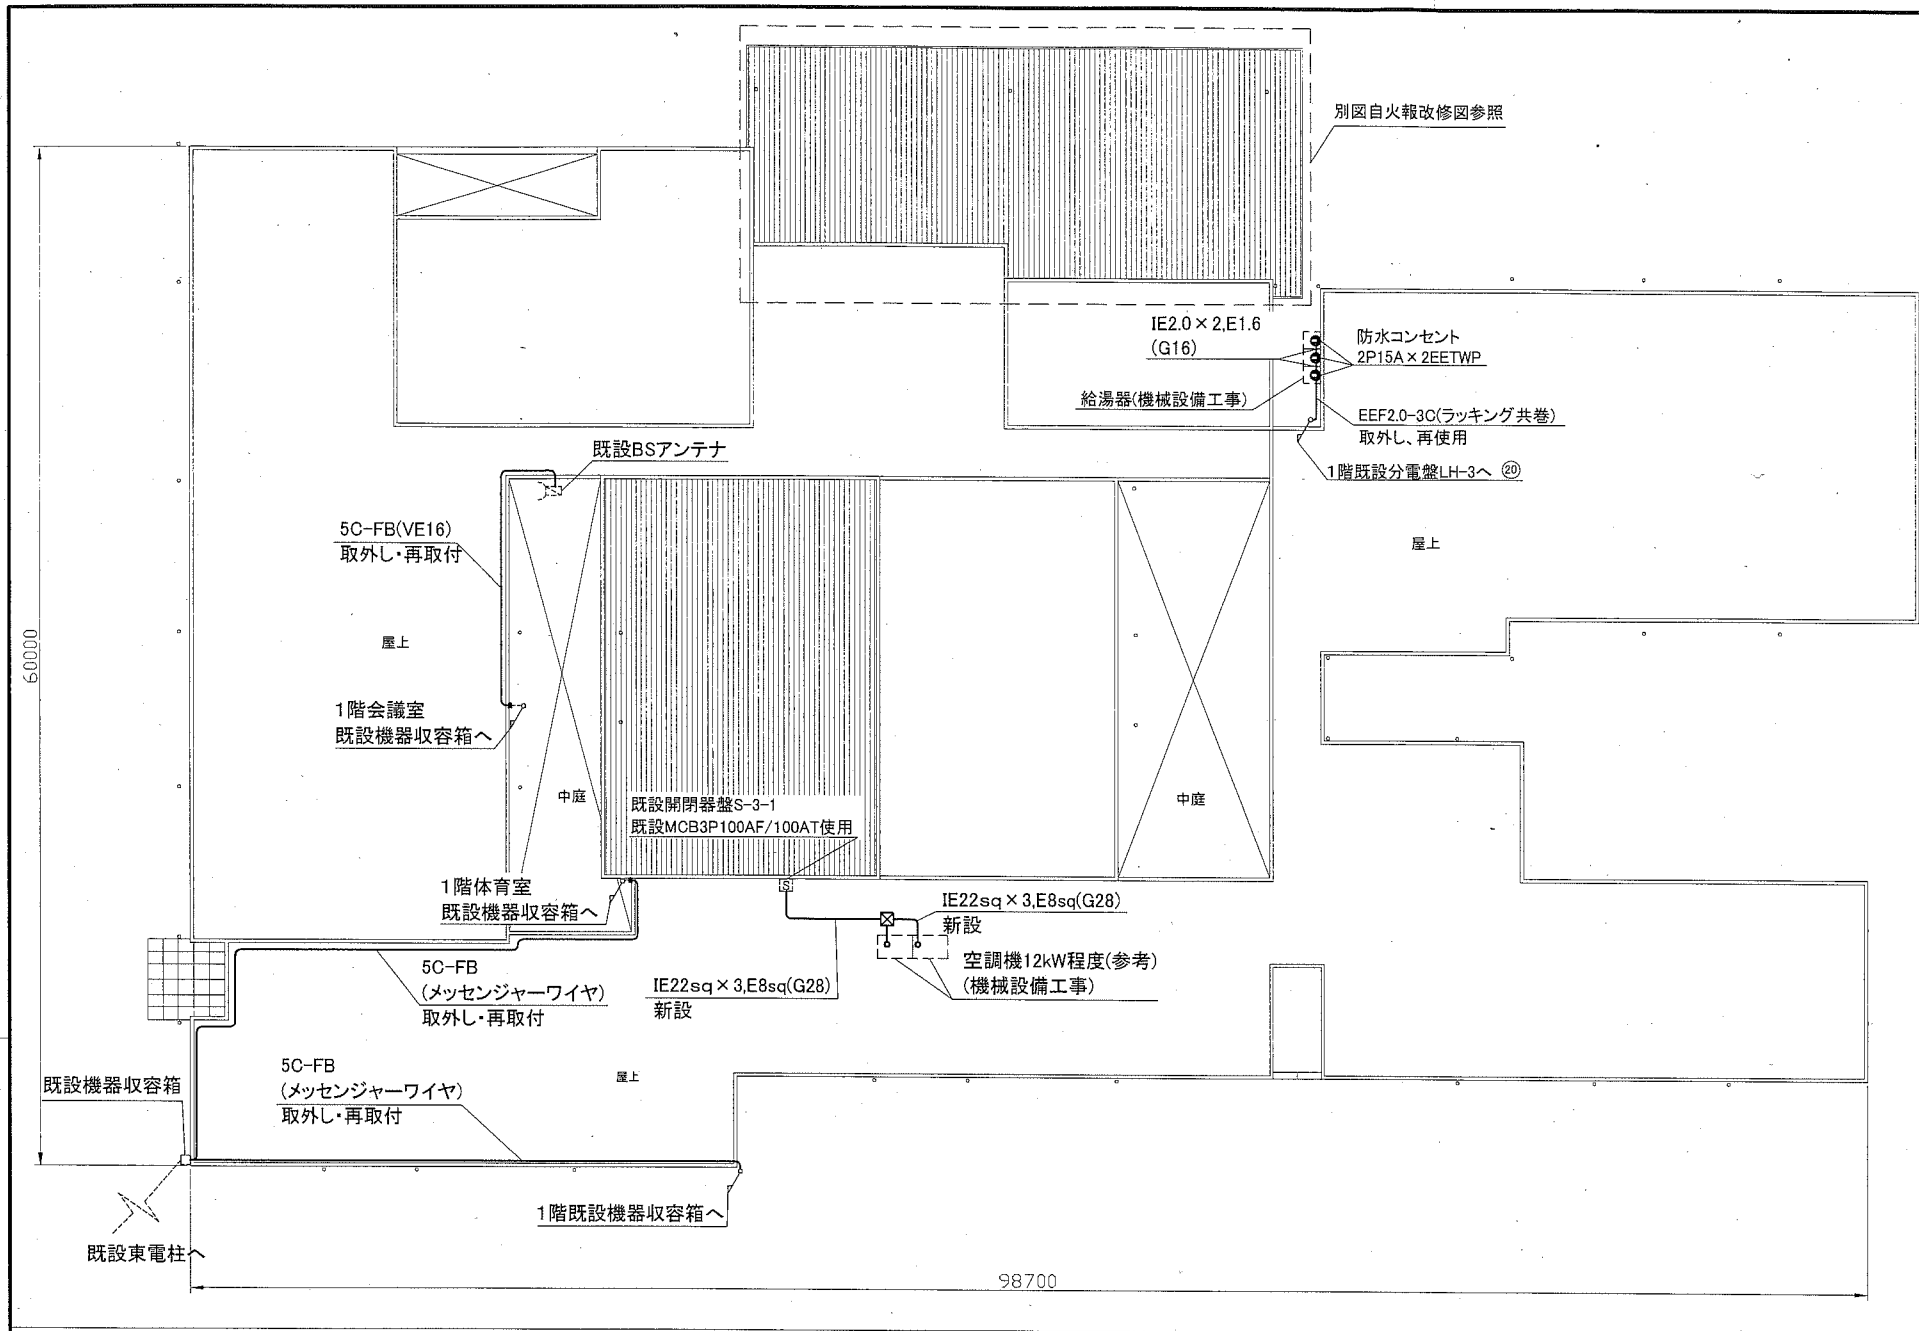 別図自火報改修図参照
IE2.0×2,E1.6
(G16)
防水コンセント
2P15A×2EETWP
給湯器(機械設備工事)
EEF2.0-3C(ラッキング共巻)
取外し、再使用
1階既設分電盤LH-3へ ⑳
既設BSアンテナ
5C-FB(VE16)
取外し・再取付
屋上
屋上
60000
1階会議室
既設機器収容箱へ
中庭
中庭
既設開閉器盤S-3-1
既設MCB3P100AF/100AT使用
S
1階体育室
既設機器収容箱へ
IE22sq×3,E8sq(G28)
新設
空調機12kW程度(参考)
(機械設備工事)
5C-FB
(メッセンジャーワイヤ)
取外し・再取付
IE22sq×3,E8sq(G28)
新設
5C-FB
(メッセンジャーワイヤ)
取外し・再取付
屋上
既設機器収容箱
1階既設機器収容箱へ
既設東電柱へ
98700